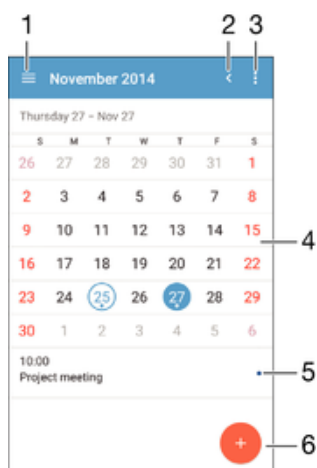 1 2 3
November 2014
Thursday 27 – Nov 27
S M T W T F S
26 27 28 29 30 31 1
2 3 4 5 6 7 8
9 10 11 12 13 14 15
4
16 17 18 19 20 21 22
23 24 25 26 27 28 29
30 1 2 3 4 5 6
10:00
Project meeting
5
+
6